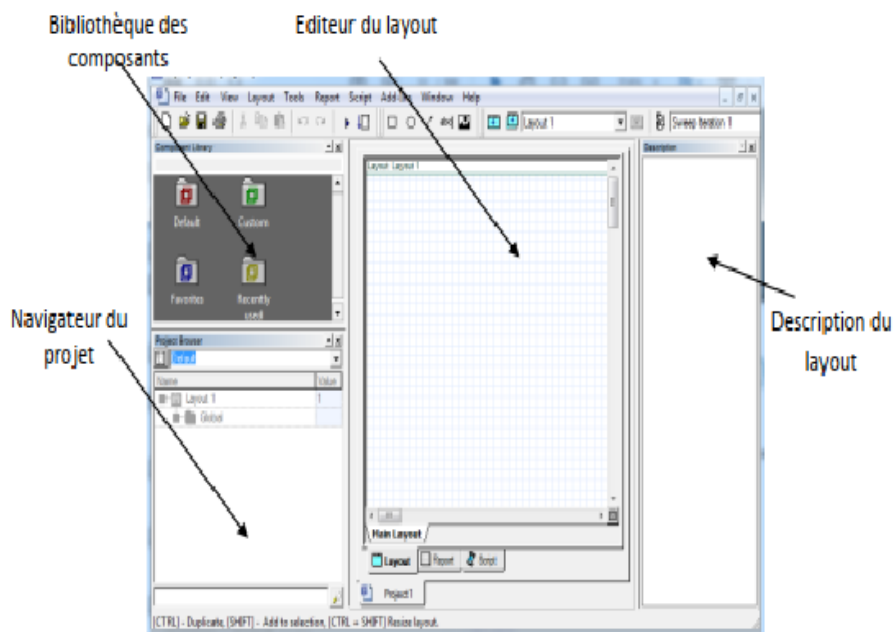 Bibliothèque des
composants
Editeur du layout
File Edit View Layout Tools Report Script Add-Ins Window Help
Layout 1
Sweep Iteration 1
Component Library
Description
Layout: Layout 1
Default
Custom
Favorites
Recently
used
Navigateur du
projet
Description du
layout
Project Browser
Default
Name
Value
Layout 1
1
Global
Main Layout
Layout
Report
Script
Project1
[CTRL] - Duplicate, [SHIFT] - Add to selection, [CTRL + SHIFT] Resize layout.